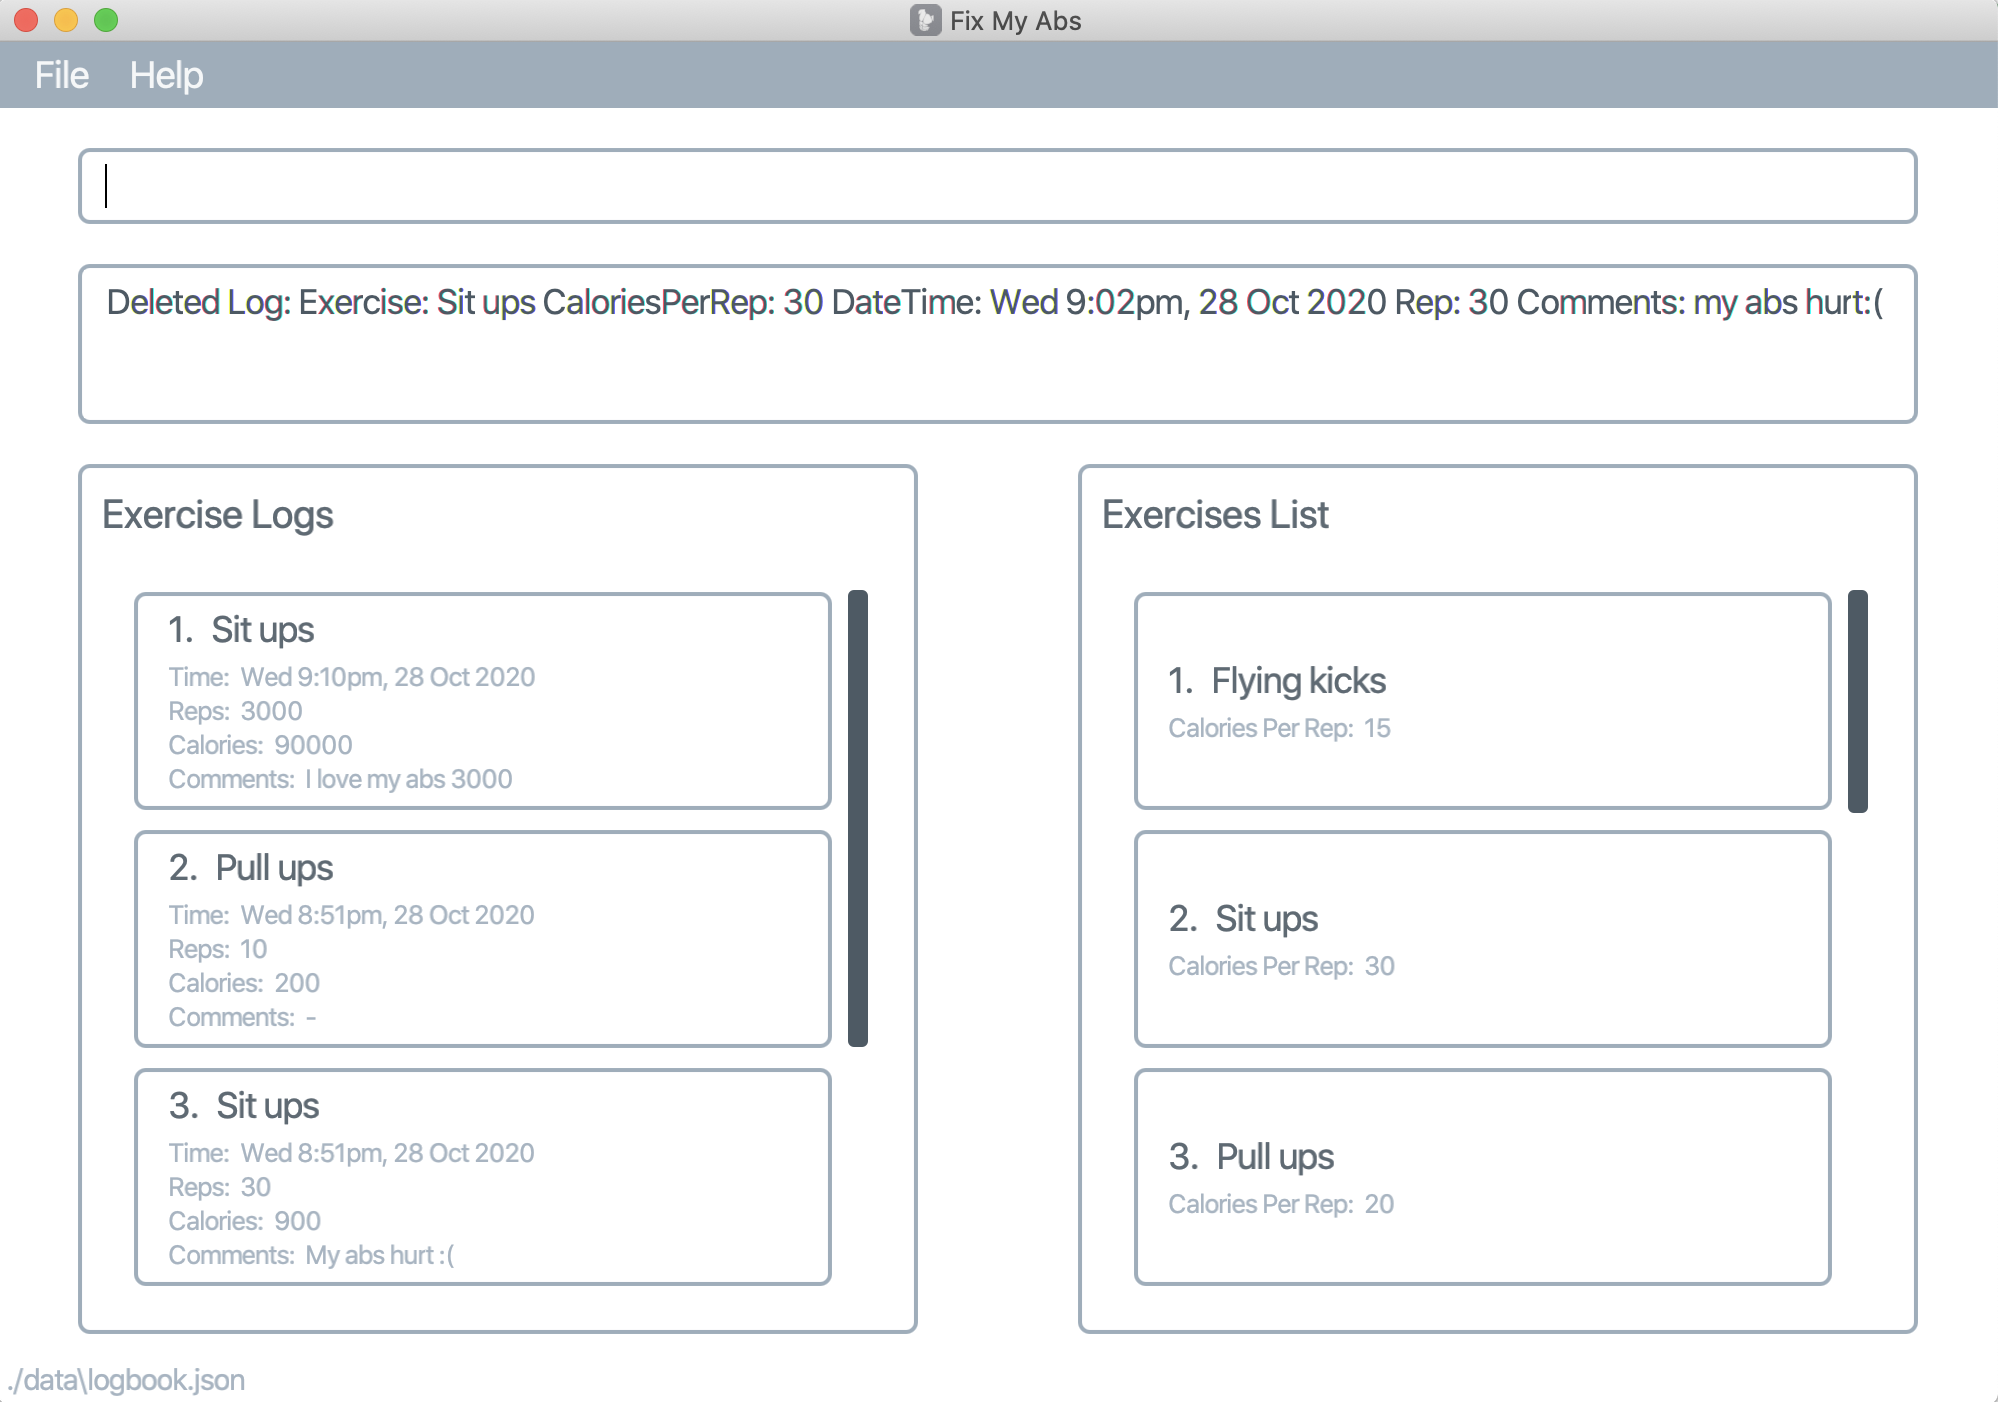 Fix My Abs
File Help
Deleted Log: Exercise: Sit ups CaloriesPerRep: 30 DateTime: Wed 9:02pm, 28 Oct 2020 Rep: 30 Comments: my abs hurt:(
Exercise Logs
1. Sit ups
Time: Wed 9:10pm, 28 Oct 2020
Reps: 3000
Calories: 90000
Comments: I love my abs 3000
2. Pull ups
Time: Wed 8:51pm, 28 Oct 2020
Reps: 10
Calories: 200
Comments: -
3. Sit ups
Time: Wed 8:51pm, 28 Oct 2020
Reps: 30
Calories: 900
Comments: My abs hurt :(
Exercises List
1. Flying kicks
Calories Per Rep: 15
2. Sit ups
Calories Per Rep: 30
3. Pull ups
Calories Per Rep: 20
./data\logbook.json